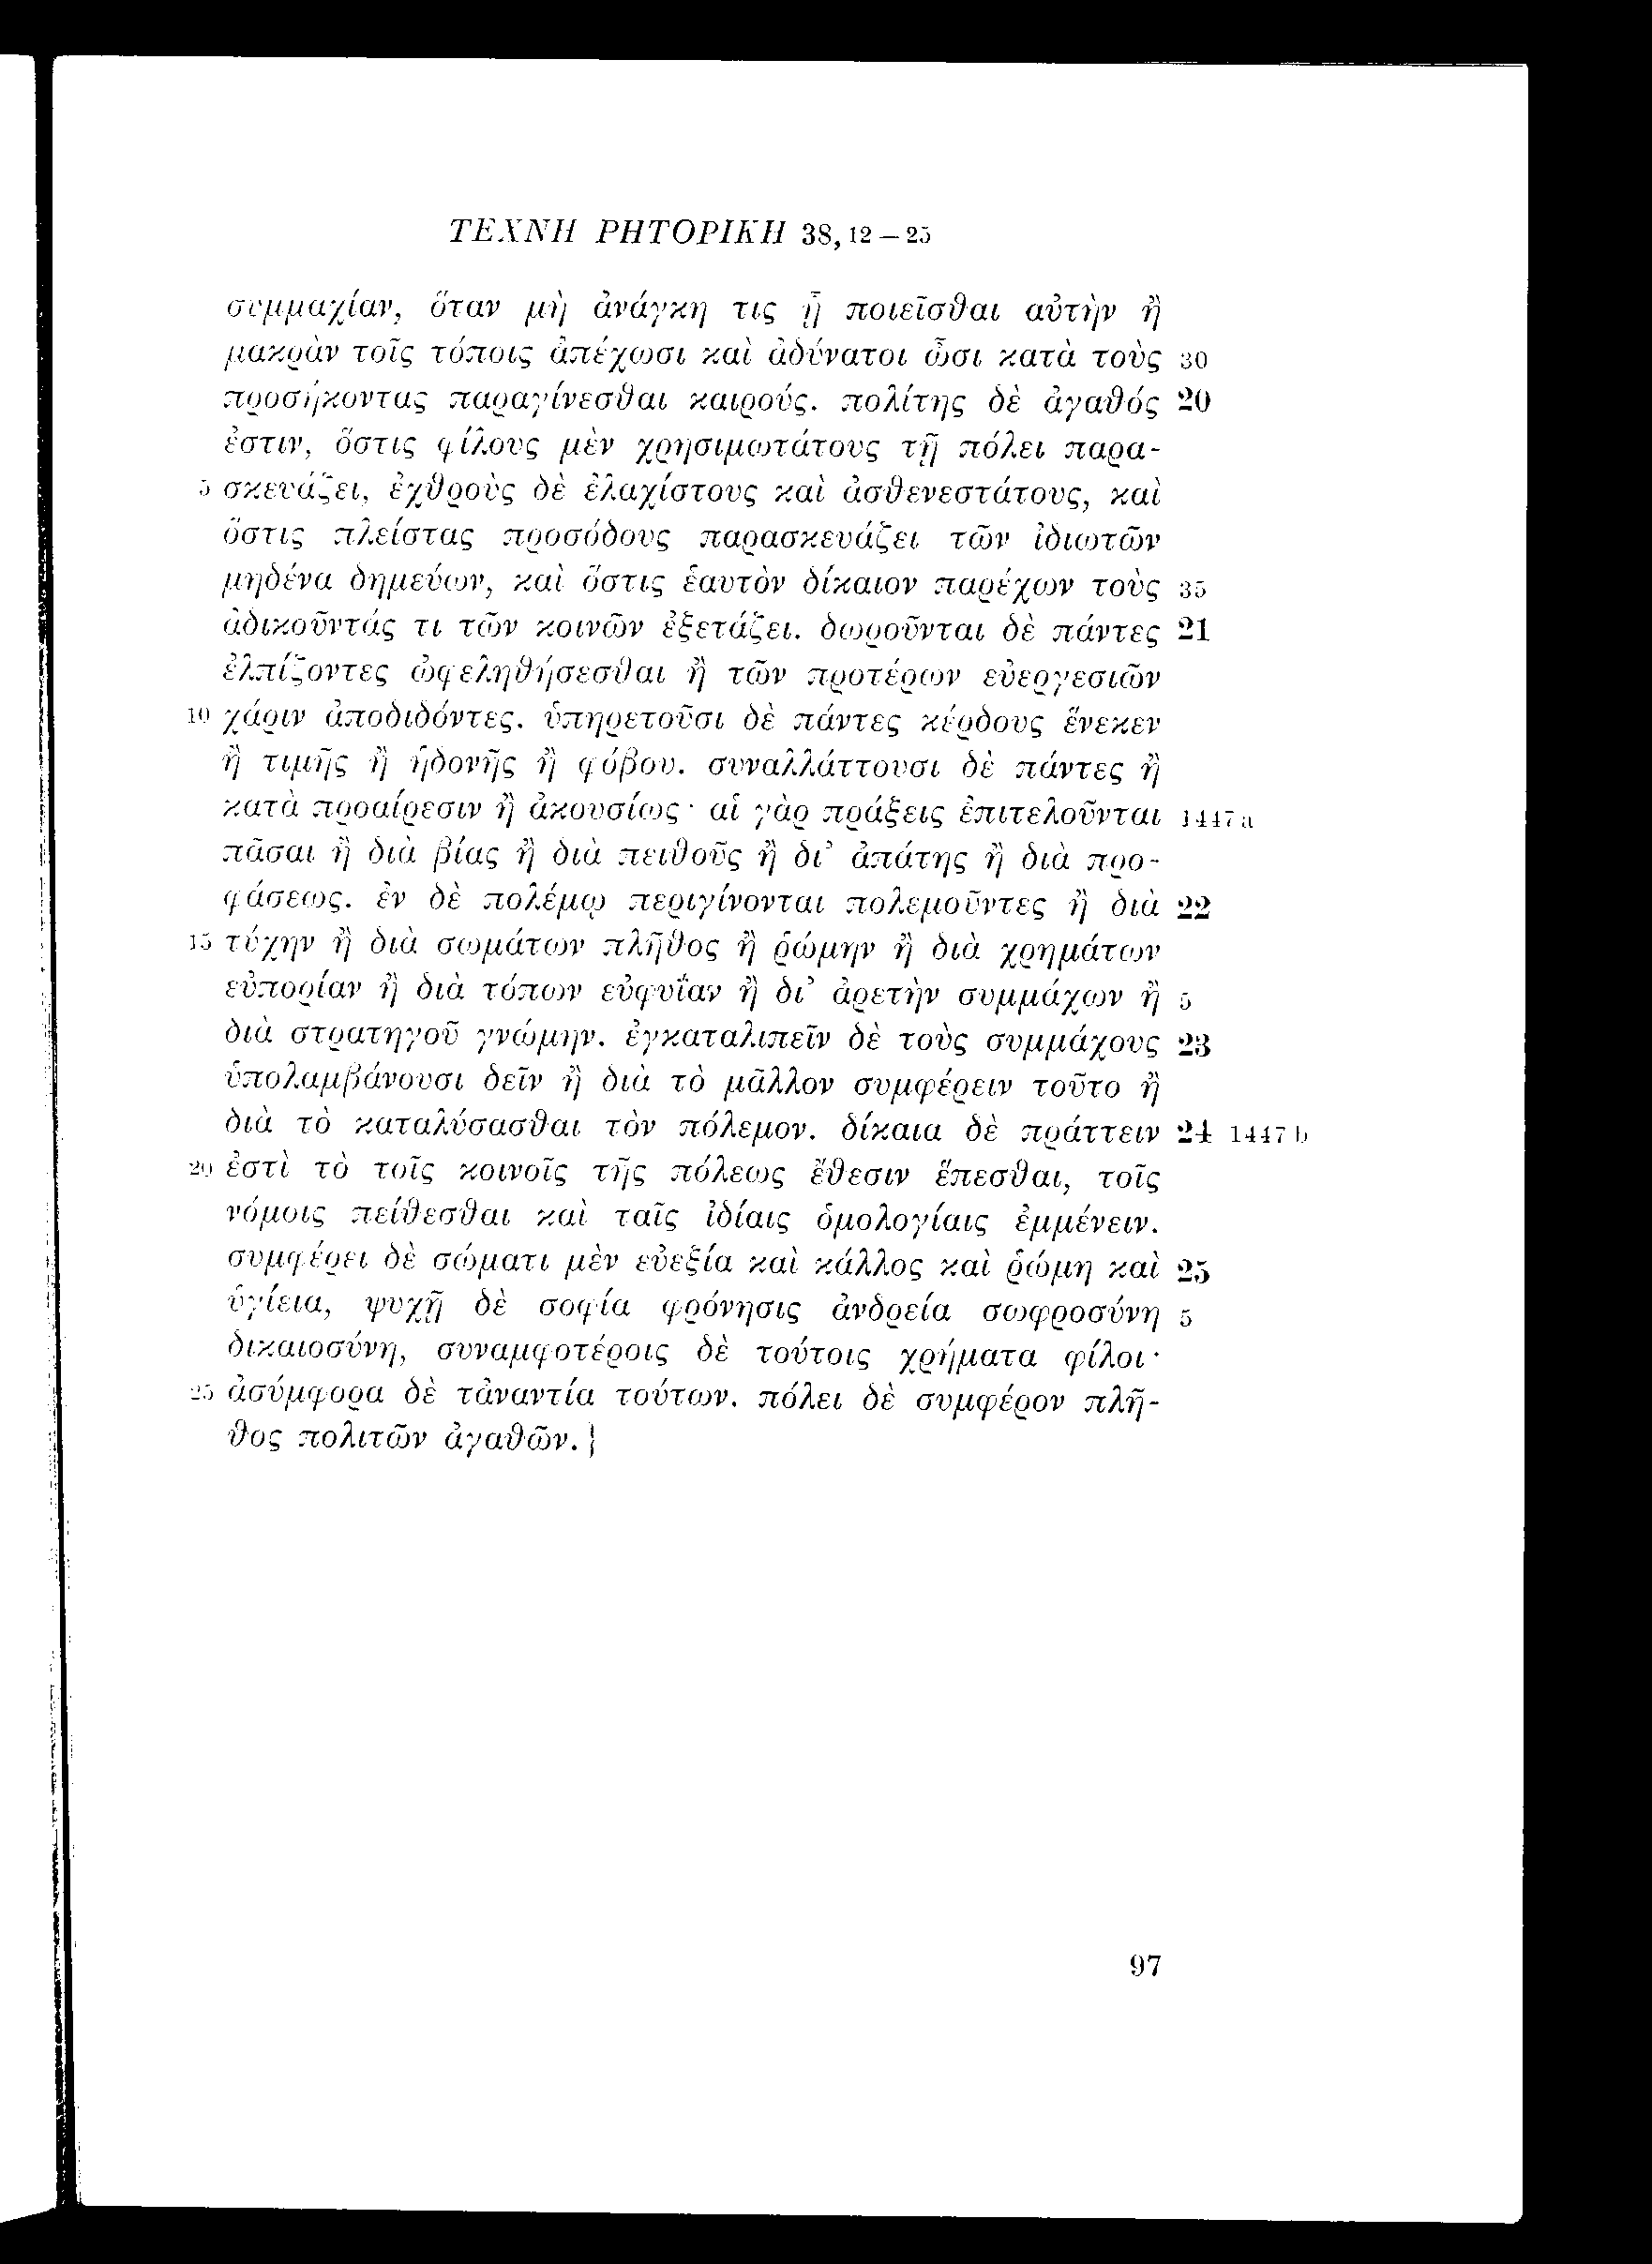 ΤΕΧΝΗ ΡΗΤΟΡΙΚΗ 38,12 – 25
συμμαχίαν, ὅταν μὴ ἀνάγκη τις ᾖ ποιεῖσθαι αὐτὴν ἢ
μακρὰν τοῖς τόποις ἀπέχωσι καὶ ἀδύνατοι ὦσι κατὰ τοὺς 30
προσήκοντας παραγίνεσθαι καιρούς. πολίτης δὲ ἀγαθός 20
ἐστιν, ὅστις φίλους μὲν χρησιμωτάτους τῇ πόλει παρα-
5 σκευάζει, ἐχθροὺς δὲ ἐλαχίστους καὶ ἀσθενεστάτους, καὶ
ὅστις πλείστας προσόδους παρασκευάζει τῶν ἰδιωτῶν
μηδένα δημεύων, καὶ ὅστις ἑαυτὸν δίκαιον παρέχων τοὺς 35
ἀδικοῦντάς τι τῶν κοινῶν ἐξετάζει. δωροῦνται δὲ πάντες 21
ἐλπίζοντες ὠφεληθήσεσθαι ἢ τῶν προτέρων εὐεργεσιῶν
10 χάριν ἀποδιδόντες. ὑπηρετοῦσι δὲ πάντες κέρδους ἕνεκεν
ἢ τιμῆς ἢ ἡδονῆς ἢ φόβου. συναλλάττουσι δὲ πάντες ἢ
κατὰ προαίρεσιν ἢ ἀκουσίως· αἱ γὰρ πράξεις ἐπιτελοῦνται 1447 a
πᾶσαι ἢ διὰ βίας ἢ διὰ πειθοῦς ἢ δι’ ἀπάτης ἢ διὰ προ-
φάσεως. ἐν δὲ πολέμῳ περιγίνονται πολεμοῦντες ἢ διὰ 22
15 τύχην ἢ διὰ σωμάτων πλῆθος ἢ ῥώμην ἢ διὰ χρημάτων
εὐπορίαν ἢ διὰ τόπων εὐφυΐαν ἢ δι’ ἀρετὴν συμμάχων ἢ 5
διὰ στρατηγοῦ γνώμην. ἐγκαταλιπεῖν δὲ τοὺς συμμάχους 23
ὑπολαμβάνουσι δεῖν ἢ διὰ τὸ μᾶλλον συμφέρειν τοῦτο ἢ
διὰ τὸ καταλύσασθαι τὸν πόλεμον. δίκαια δὲ πράττειν 24 1447 b
20 ἐστὶ τὸ τοῖς κοινοῖς τῆς πόλεως ἔθεσιν ἕπεσθαι, τοῖς
νόμοις πείθεσθαι καὶ ταῖς ἰδίαις ὁμολογίαις ἐμμένειν.
συμφέρει δὲ σώματι μὲν εὐεξία καὶ κάλλος καὶ ῥώμη καὶ 25
ὑγίεια, ψυχῇ δὲ σοφία φρόνησις ἀνδρεία σωφροσύνη 5
δικαιοσύνη, συναμφοτέροις δὲ τούτοις χρήματα φίλοι·
25 ἀσύμφορα δὲ τἀναντία τούτων. πόλει δὲ συμφέρον πλῆ-
θος πολιτῶν ἀγαθῶν.}
97